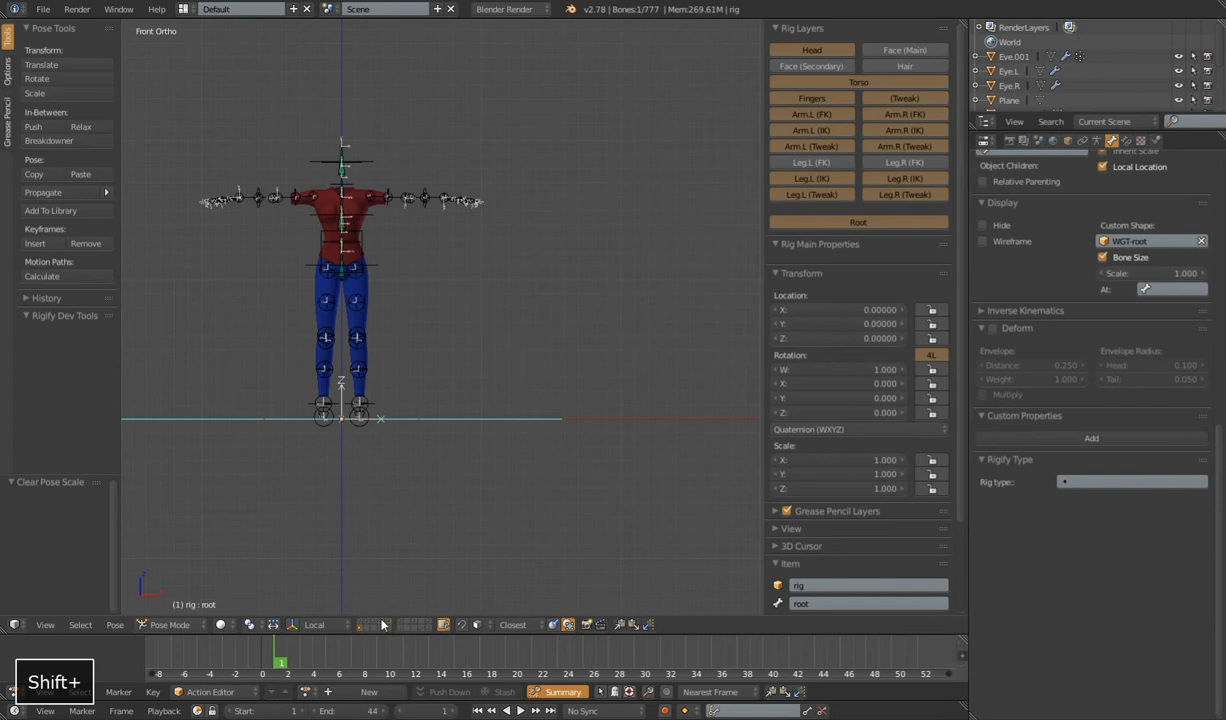 File Render Window Help Default Scene Blender Render v2.78 | Bones:1/777 | Mem:269.61M | rig
Tools
Options
Grease Pencil
Pose Tools
Transform:
Translate
Rotate
Scale
In-Between:
Push Relax
Breakdowner
Pose:
Copy Paste
Propagate
Add To Library
Keyframes:
Insert Remove
Motion Paths:
Calculate
History
Rigify Dev Tools
Clear Pose Scale
Front Ortho
Z
(1) rig : root
Rig Layers
Head Face (Main)
Face (Secondary) Hair
Torso
Fingers (Tweak)
Arm.L (FK) Arm.R (FK)
Arm.L (IK) Arm.R (IK)
Arm.L (Tweak) Arm.R (Tweak)
Leg.L (FK) Leg.R (FK)
Leg.L (IK) Leg.R (IK)
Leg.L (Tweak) Leg.R (Tweak)
Root
Rig Main Properties
Transform
Location:
X: 0.00000
Y: 0.00000
Z: 0.00000
Rotation: 4L
W: 1.000
X: 0.000
Y: 0.000
Z: 0.000
Quaternion (WXYZ)
Scale:
X: 1.000
Y: 1.000
Z: 1.000
Grease Pencil Layers
View
3D Cursor
Item
rig
root
RenderLayers
World
Eye.001
Eye.L
Eye.R
Plane
View Search Current Scene
Inherit Scale
Object Children: Local Location
Relative Parenting
Display
Hide Custom Shape:
Wireframe WGT-root
Bone Size
Scale: 1.000
At:
Inverse Kinematics
Deform
Envelope: Envelope Radius:
Distance: 0.250 Head: 0.100
Weight: 1.000 Tail: 0.050
Multiply
Custom Properties
Add
Rigify Type
Rig type::
View Select Pose Pose Mode Local Closest
1
-8 -6 -4 -2 0 2 4 6 8 10 12 14 16 18 20 22 24 26 28 30 32 34 36 38 40 42 44 46 48 50 52
Shift+
View Select Marker Key Action Editor New Push Down Stash Summary Nearest Frame
View Marker Frame Playback Start: 1 End: 44 1 No Sync